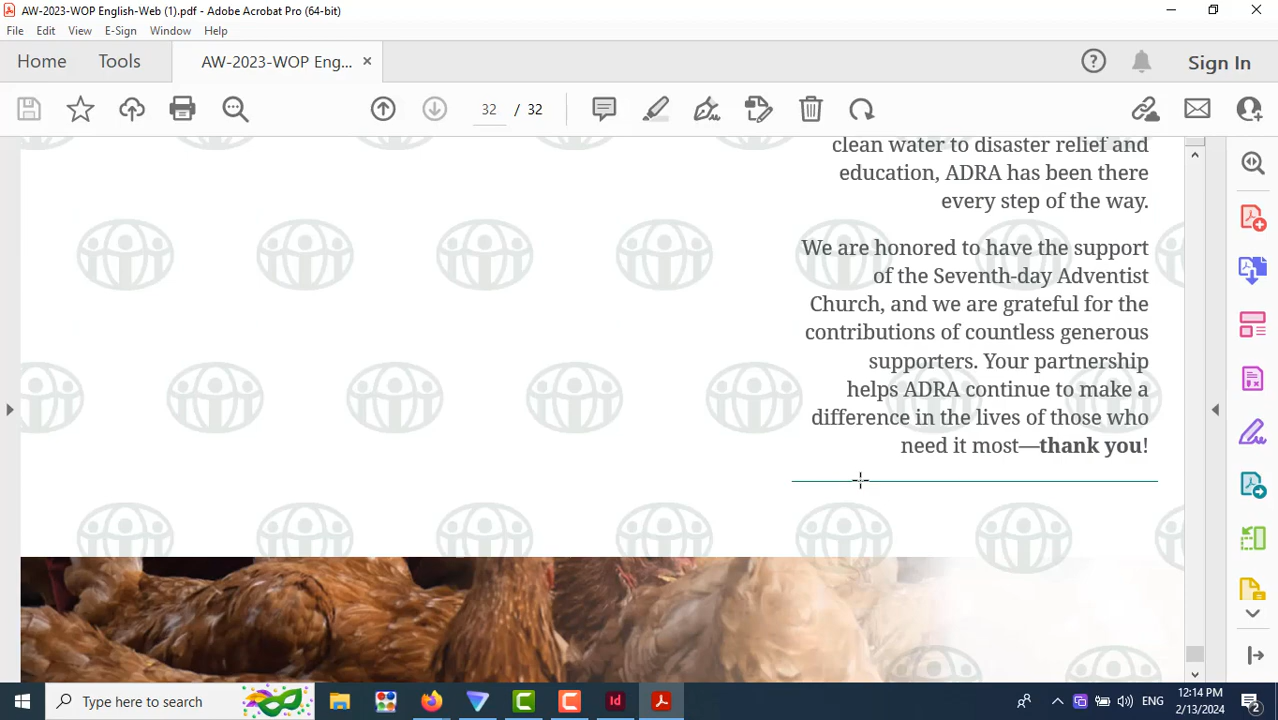 AW-2023-WOP English-Web (1).pdf - Adobe Acrobat Pro (64-bit)
File Edit View E-Sign Window Help
Home Tools AW-2023-WOP Eng... × Sign In
32 / 32
clean water to disaster relief and
education, ADRA has been there
every step of the way.
We are honored to have the support
of the Seventh-day Adventist
Church, and we are grateful for the
contributions of countless generous
supporters. Your partnership
helps ADRA continue to make a
difference in the lives of those who
need it most—thank you!
Type here to search
ENG
12:14 PM
2/13/2024
2